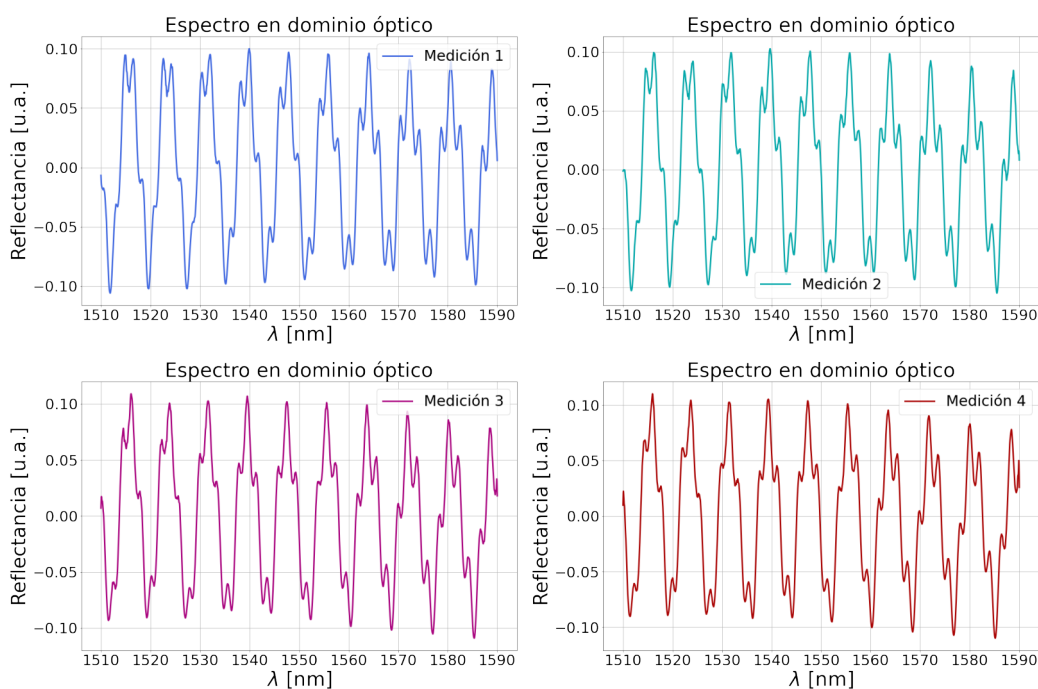 Espectro en dominio óptico
Reflectancia [u.a.]
0.10
0.05
0.00
−0.05
−0.10
Medición 1
1510 1520 1530 1540 1550 1560 1570 1580 1590
λ [nm]
Espectro en dominio óptico
Reflectancia [u.a.]
0.10
0.05
0.00
−0.05
−0.10
Medición 2
1510 1520 1530 1540 1550 1560 1570 1580 1590
λ [nm]
Espectro en dominio óptico
Reflectancia [u.a.]
0.10
0.05
0.00
−0.05
−0.10
Medición 3
1510 1520 1530 1540 1550 1560 1570 1580 1590
λ [nm]
Espectro en dominio óptico
Reflectancia [u.a.]
0.10
0.05
0.00
−0.05
−0.10
Medición 4
1510 1520 1530 1540 1550 1560 1570 1580 1590
λ [nm]